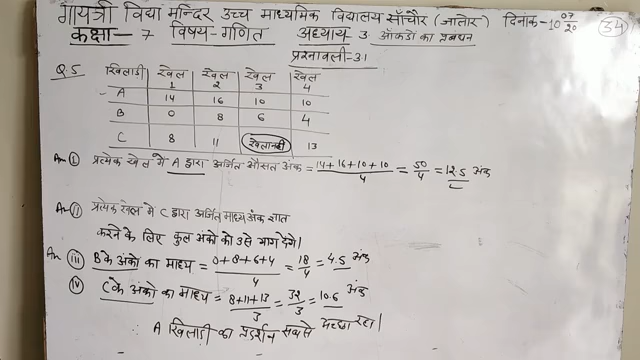 गायत्री विद्या मन्दिर उच्च माध्यमिक विद्यालय साँचौर (जालोर) दिनांक-10 07/20 (34)
कक्षा- 7 विषय-गणित अध्याय 3 आँकडों का प्रबंधन
प्रश्नावली-3.1
Q.5 खिलाडी खेल 1 खेल 2 खेल 3 खेल 4
A 14 16 10 10
B 0 8 6 4
C 8 11 खेलानही 13
Ans (i) प्रत्येक खेल मे A द्वारा अर्जित औसत अंक = 14+16+10+10/4 = 50/4 = 12.5 अंक
Ans (ii) प्रत्येक खेल मे C द्वारा अर्जित माध्य अंक ज्ञात
करने के लिए कुल अंको को 3 से भाग देंगे।
Ans (iii) B के अंको का माध्य = 0+8+6+4/4 = 18/4 = 4.5 अंक
(iv) C के अंको का माध्य = 8+11+13/3 = 32/3 = 10.6 अंक
∴ A खिलाडी का प्रदर्शन सबसे अच्छा रहा।